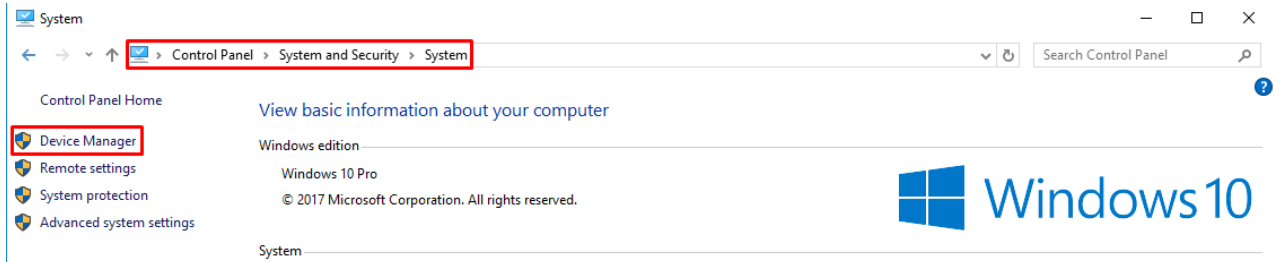 System
Control Panel > System and Security > System
Search Control Panel
?
Control Panel Home
View basic information about your computer
Device Manager
Windows edition
Remote settings
Windows 10 Pro
System protection
© 2017 Microsoft Corporation. All rights reserved.
Windows 10
Advanced system settings
System